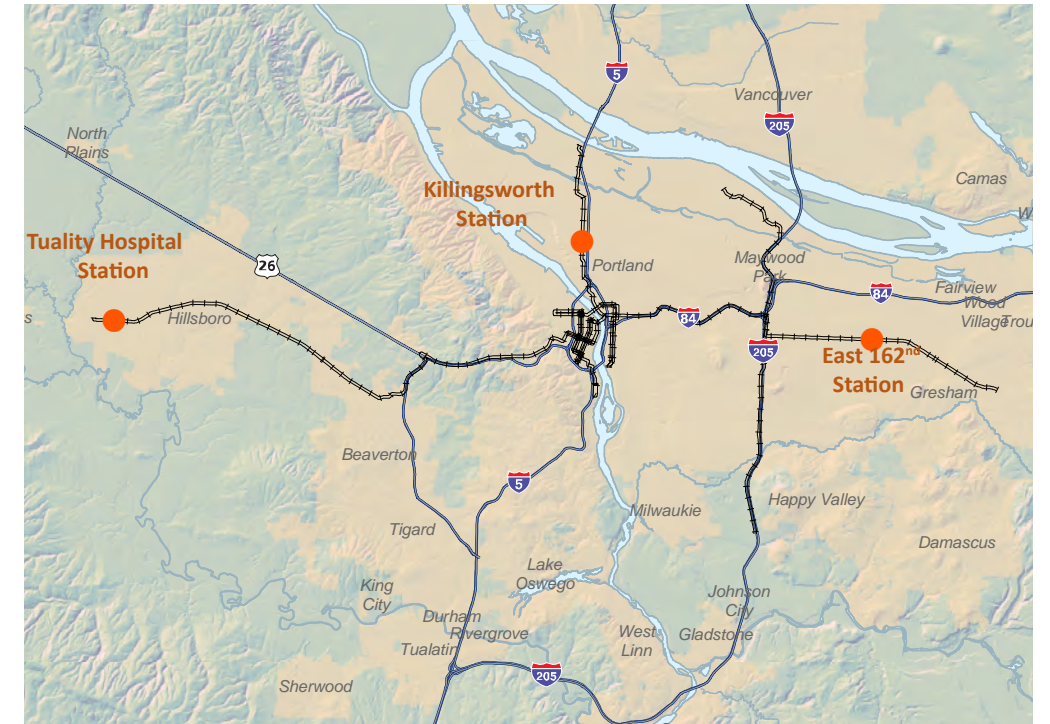 5
Vancouver
205
North
Plains
Camas
Killingsworth
Station
W
Tuality Hospital
Station
26
Portland
Maywood
Park
84
Fairview
Wood
Village
Trou
s
Hillsboro
84
205
East 162nd
Station
Gresham
Beaverton
5
Happy Valley
Milwaukie
Tigard
Damascus
Lake
Oswego
King
City
Johnson
City
Durham
Rivergrove
Tualatin
West
Linn
Gladstone
205
Sherwood